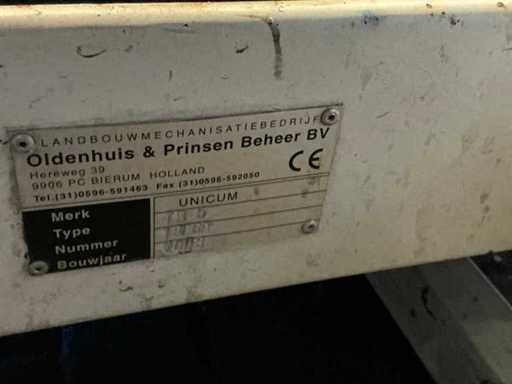 LANDBOUWMECHANISATIEBEDRIJF
Oldenhuis & Prinsen Beheer BV
Hereweg 39
9906 PC BIERUM HOLLAND
Tel.(31)0596-591463 Fax (31)0596-592050
CE
Merk UNICUM
Type
Nummer
Bouwjaar